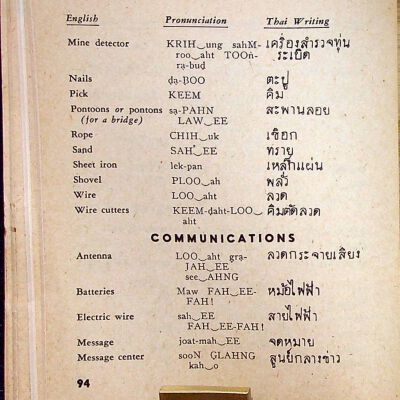 English Pronunciation Thai Writing
Mine detector KRIH‿ung sahM- เครื่องสำรวจทุ่น
roo‿aht TOOn- ระเบิด
rạ-buḍ
Nails ḍạ-BOO ตะปู
Pick KEEM คิม
Pontoons or pontons sạ-PAHN สะพานลอย
(for a bridge) LAW‿EE
Rope CHIH‿uk เชือก
Sand SAH‿EE ทราย
Sheet iron lek-pan เหล็กแผ่น
Shovel PLOO‿ah พลั่ว
Wire LOO‿aht ลวด
Wire cutters KEEM-ḍaht-LOO‿ คิมตัดลวด
aht
COMMUNICATIONS
Antenna LOO‿aht grạ- ลวดกระจายเสียง
JAH‿EE
see‿AHNG
Batteries Maw FAH‿EE- หม้อไฟฟ้า
FAH!
Electric wire sah‿EE สายไฟฟ้า
FAH‿EE-FAH!
Message joat-mah‿EE จดหมาย
Message center sooN GLAHNG ศูนย์กลางข่าว
kah‿o
94